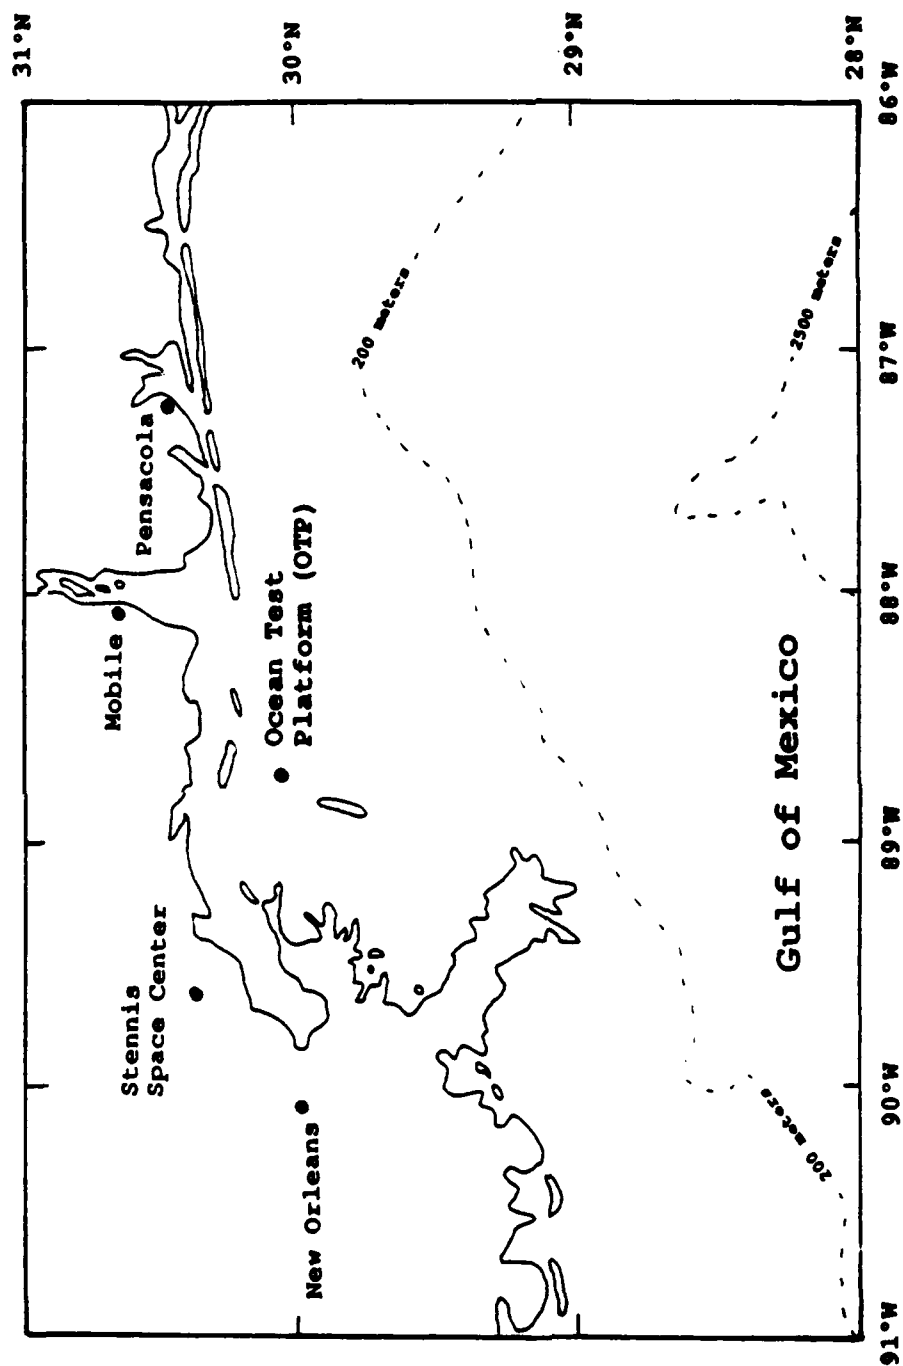 31°N
30°N
29°N
28°N
Mobile
Pensacola
Stennis
Space Center
New Orleans
Ocean Test
Platform (OTP)
200 meters
2500 meters
200 meters
Gulf of Mexico
91°W
90°W
89°W
88°W
87°W
86°W